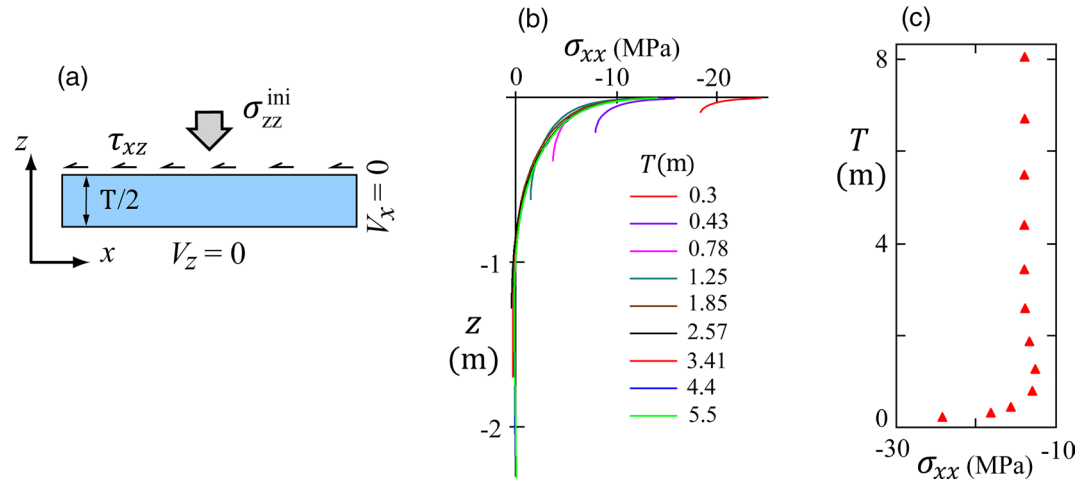 (a)
σzz^ini
z
τxz
T/2
Vx = 0
x
Vz = 0
(b)
σxx (MPa)
0 -10 -20
T(m)
0.3
0.43
0.78
1.25
1.85
2.57
3.41
4.4
5.5
-1
z
(m)
-2
(c)
8
T
(m)
4
0
-30 -10
σxx (MPa)